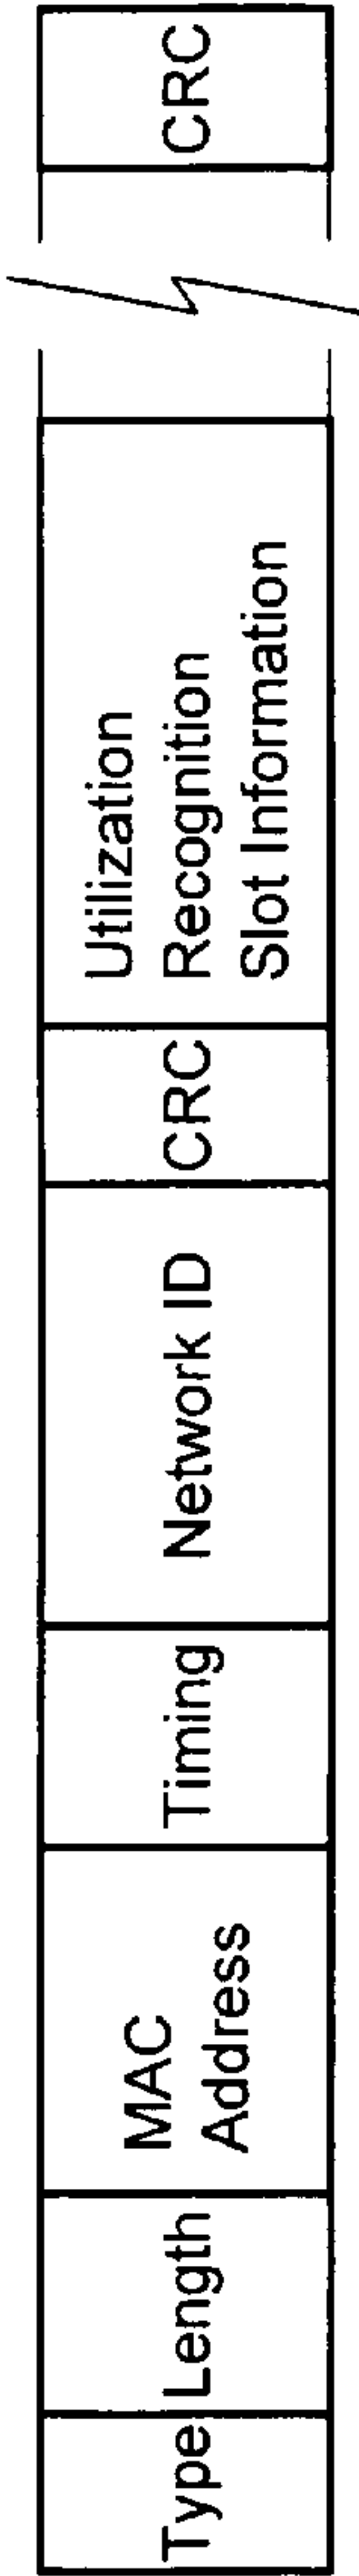 Type
Length
MAC
Address
Timing
Network ID
CRC
Utilization
Recognition
Slot Information
CRC